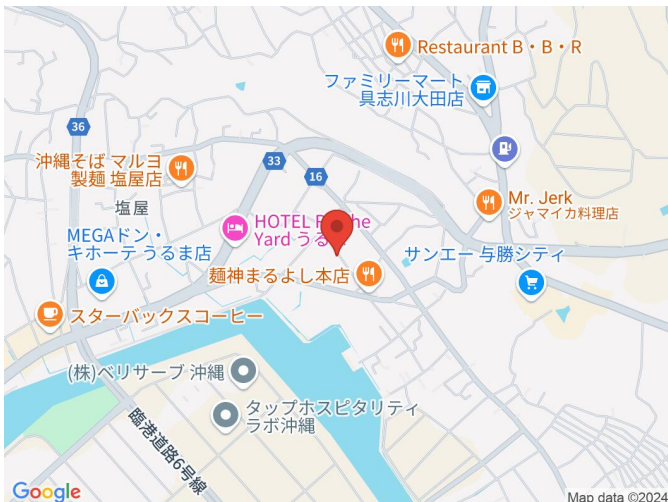 Restaurant B・B・R
ファミリーマート
具志川大田店
36
33
16
沖縄そば マルヨ
製麺 塩屋店
塩屋
Mr. Jerk
ジャマイカ料理店
HOTEL
Yard
MEGAドン・
キホーテ うるま店
サンエー 与勝シティ
麺神まるよし本店
スターバックスコーヒー
(株)ベリサーブ 沖縄
タップホスピタリティ
ラボ沖縄
臨港道路6号線
Google
Map data ©2024